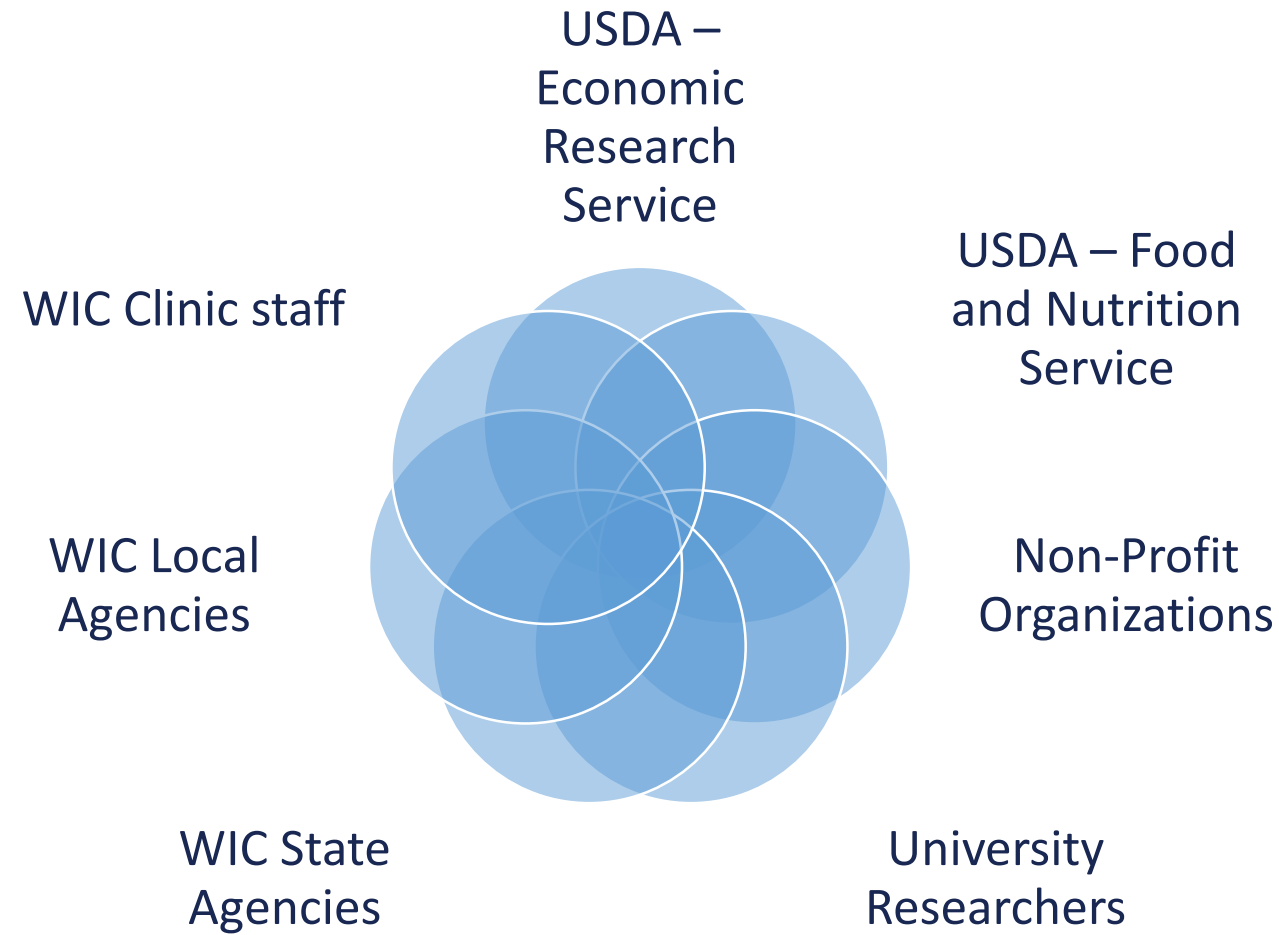 USDA –
Economic
Research
Service
USDA – Food
and Nutrition
Service
Non-Profit
Organizations
University
Researchers
WIC State
Agencies
WIC Local
Agencies
WIC Clinic staff